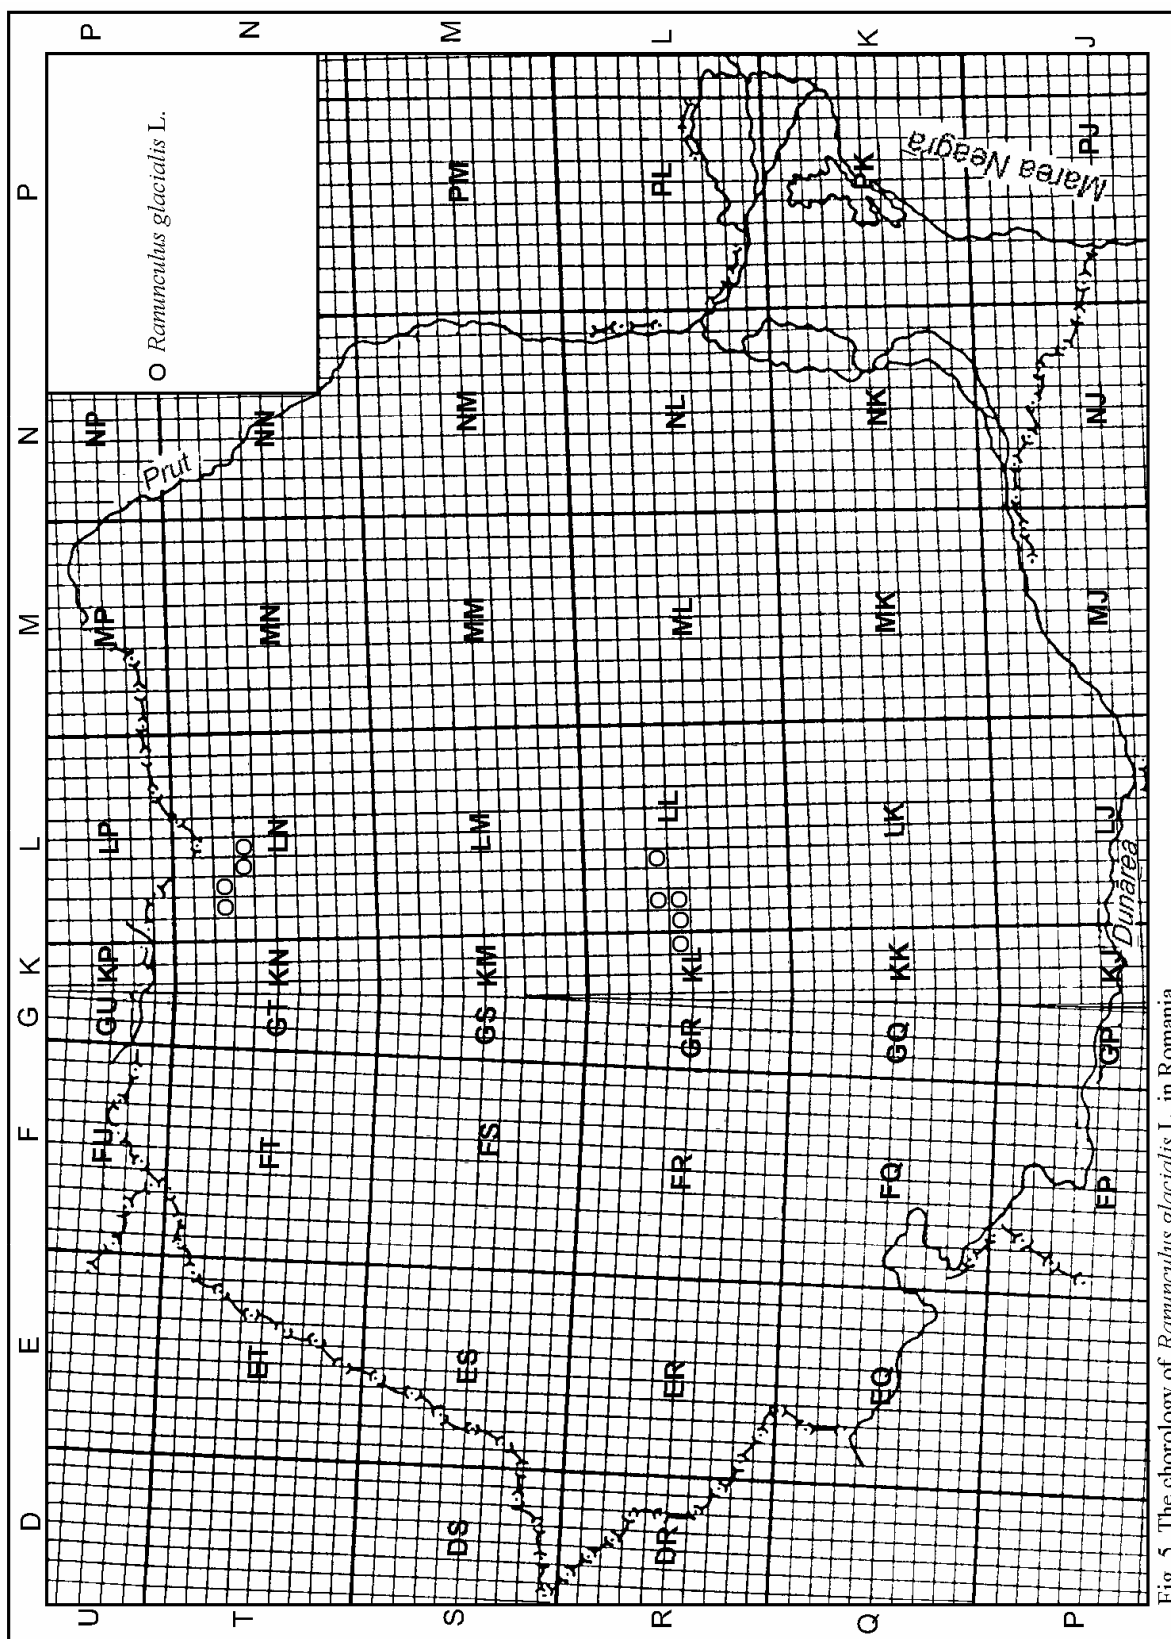 D E F G K L M N P
P
N
M
L
K
J
U
T
S
R
Q
P
○ Ranunculus glacialis L.
FU GU KP LP MP NP
Prut
ET FT GT KN LN MN NN
DS ES FS GS KM LM MM NM PM
DR ER FR GR KL LL ML NL PL
EQ FQ GQ KK LK MK NK PK
Marea Neagră
EP GP KJ LJ MJ NJ PJ
Dunărea
Fig. 5. The chorology of Ranunculus glacialis L. in Romania